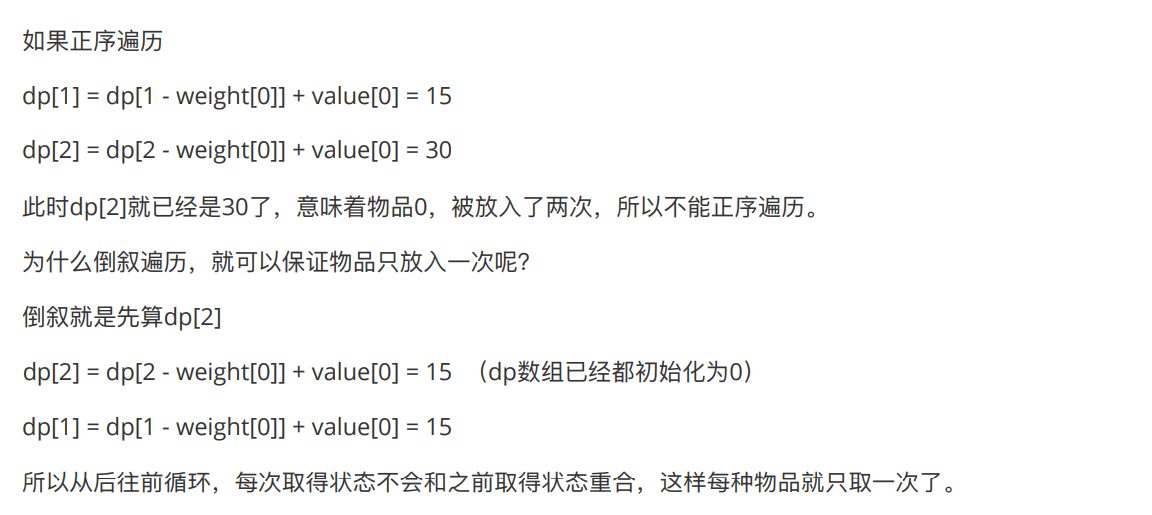 如果正序遍历
dp[1] = dp[1 - weight[0]] + value[0] = 15
dp[2] = dp[2 - weight[0]] + value[0] = 30
此时dp[2]就已经是30了，意味着物品0，被放入了两次，所以不能正序遍历。
为什么倒叙遍历，就可以保证物品只放入一次呢？
倒叙就是先算dp[2]
dp[2] = dp[2 - weight[0]] + value[0] = 15 （dp数组已经都初始化为0）
dp[1] = dp[1 - weight[0]] + value[0] = 15
所以从后往前循环，每次取得状态不会和之前取得状态重合，这样每种物品就只取一次了。